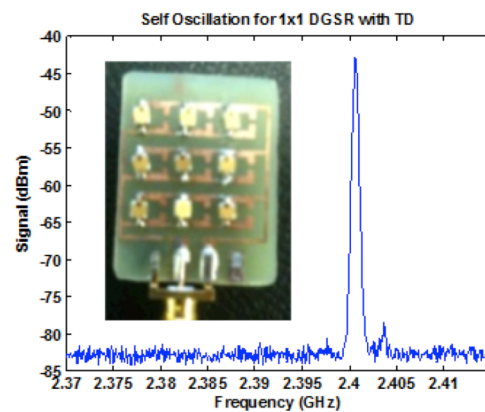 Self Oscillation for 1x1 DGSR with TD
Signal (dBm)
-40
-45
-50
-55
-60
-65
-70
-75
-80
-85
2.37 2.375 2.38 2.385 2.39 2.395 2.4 2.405 2.41
Frequency (GHz)